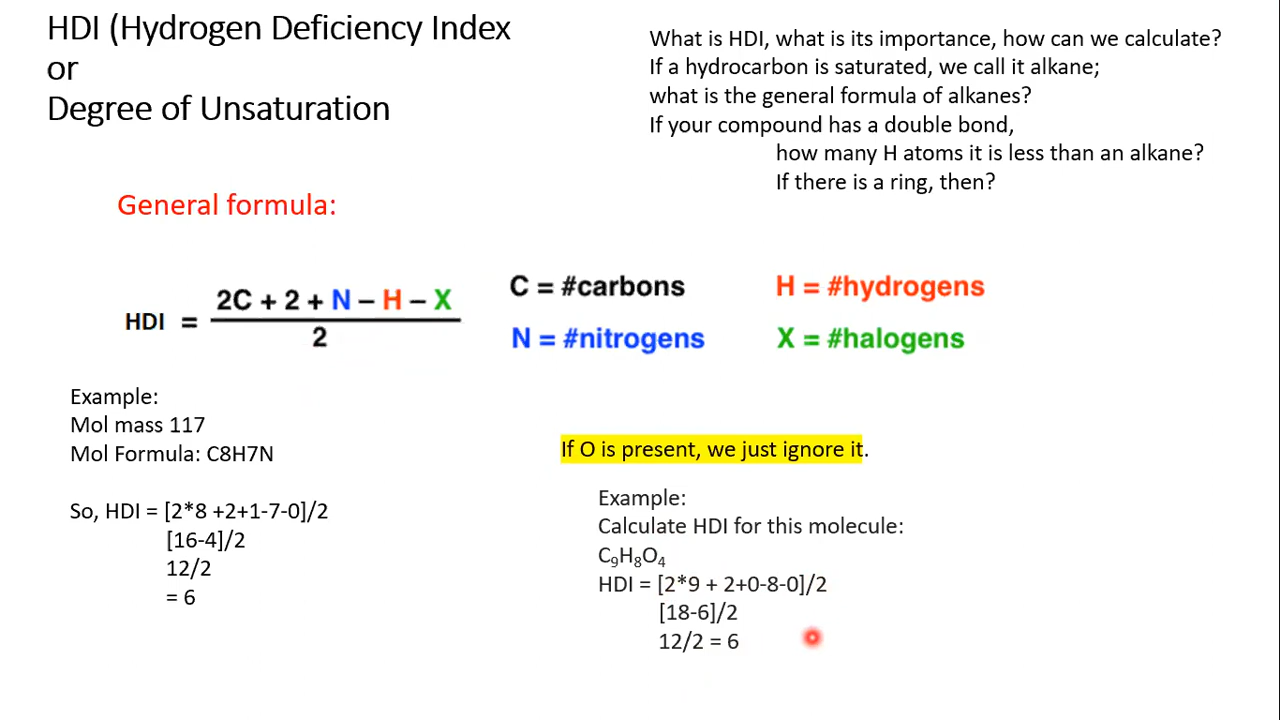 HDI (Hydrogen Deficiency Index
or
Degree of Unsaturation
What is HDI, what is its importance, how can we calculate?
If a hydrocarbon is saturated, we call it alkane;
what is the general formula of alkanes?
If your compound has a double bond,
how many H atoms it is less than an alkane?
If there is a ring, then?
General formula:
HDI = (2C + 2 + N – H – X) / 2
C = #carbons
H = #hydrogens
N = #nitrogens
X = #halogens
Example:
Mol mass 117
Mol Formula: C8H7N
So, HDI = [2*8 +2+1-7-0]/2
[16-4]/2
12/2
= 6
If O is present, we just ignore it.
Example:
Calculate HDI for this molecule:
C₉H₈O₄
HDI = [2*9 + 2+0-8-0]/2
[18-6]/2
12/2 = 6